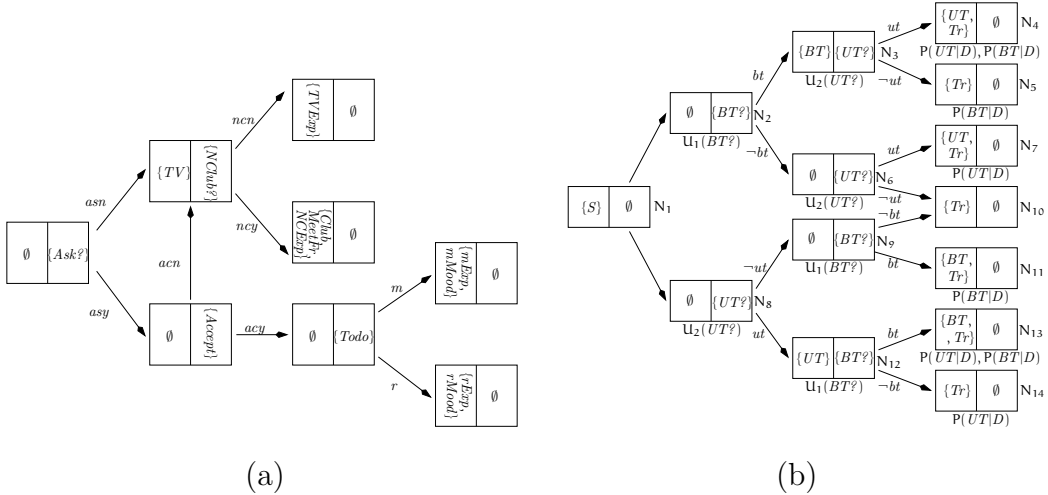 ∅ {Ask?}
asn
asy
{TV} {NClub?}
acn
∅ {Accept}
ncn
ncy
{TVExp} ∅
{Club,
MeetFr,
NCExp} ∅
acy
∅ {Todo}
m
r
{mExp,
mMood} ∅
{rExp,
rMood} ∅
(a)
{S} ∅ N1
∅ {BT?} N2
U1(BT?)
bt
¬bt
{BT} {UT?} N3
U2(UT?)
ut
¬ut
{UT,
Tr} ∅ N4
P(UT|D), P(BT|D)
{Tr} ∅ N5
P(BT|D)
∅ {UT?} N6
U2(UT?)
ut
¬ut
{UT,
Tr} ∅ N7
P(UT|D)
∅ {UT?} N8
U2(UT?)
¬ut
ut
∅ {BT?} N9
U1(BT?)
¬bt
bt
{Tr} ∅ N10
{BT,
Tr} ∅ N11
P(BT|D)
{UT} {BT?} N12
U1(BT?)
bt
¬bt
{BT,
, Tr} ∅ N13
P(UT|D), P(BT|D)
{Tr} ∅ N14
P(UT|D)
(b)